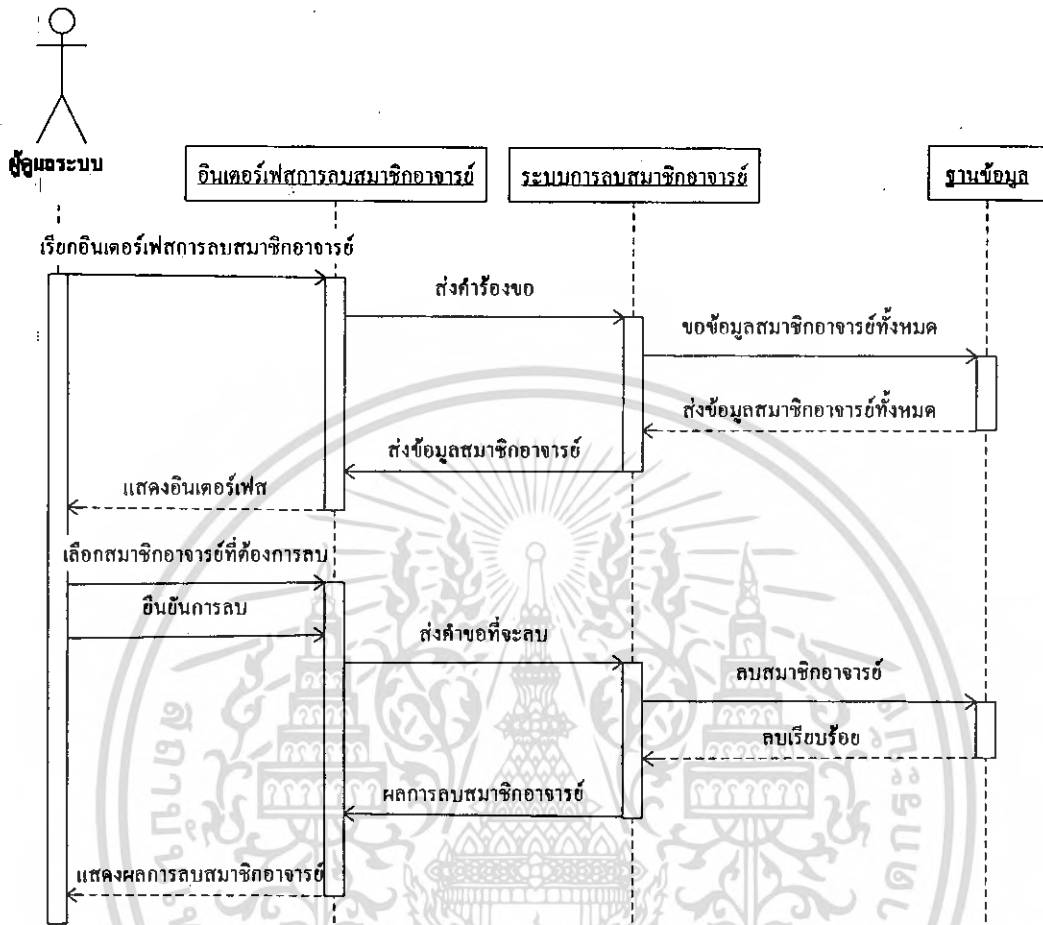 ผู้ดูแลระบบ
อินเตอร์เฟสการลบสมาชิกอาจารย์
ระบบการลบสมาชิกอาจารย์
ฐานข้อมูล
เรียกอินเตอร์เฟสการลบสมาชิกอาจารย์
ส่งคำร้องขอ
ขอข้อมูลสมาชิกอาจารย์ทั้งหมด
ส่งข้อมูลสมาชิกอาจารย์ทั้งหมด
ส่งข้อมูลสมาชิกอาจารย์
แสดงอินเตอร์เฟส
เลือกสมาชิกอาจารย์ที่ต้องการลบ
ยืนยันการลบ
ส่งคำขอที่จะลบ
ลบสมาชิกอาจารย์
ลบเรียบร้อย
ผลการลบสมาชิกอาจารย์
แสดงผลการลบสมาชิกอาจารย์